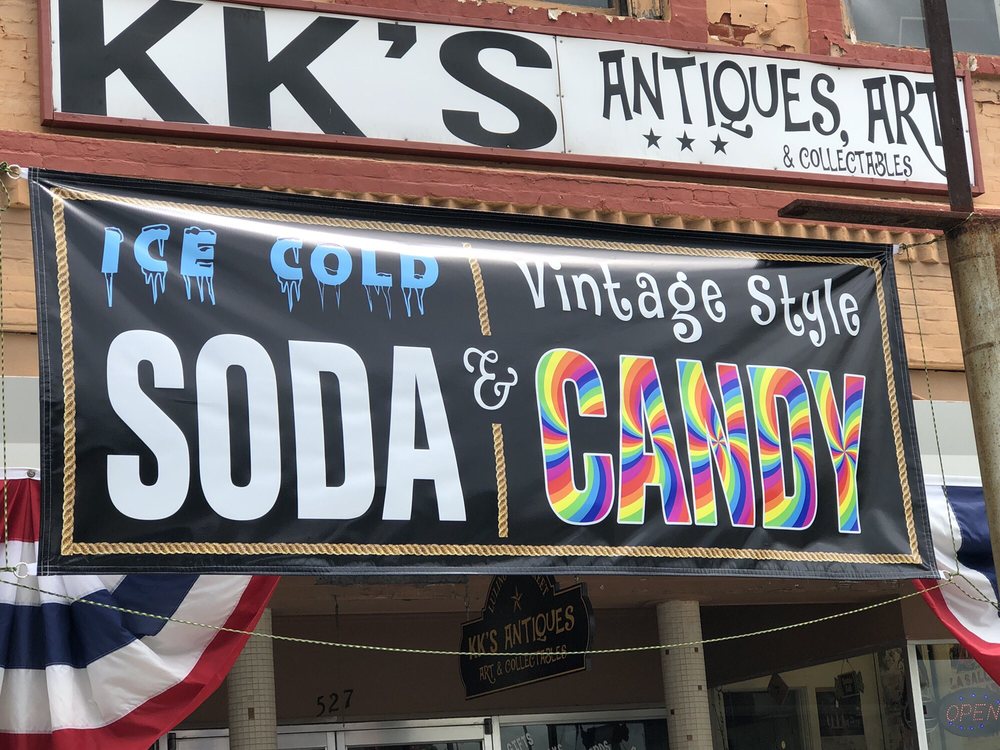 KK'S
ANTIQUES, ART
& COLLECTABLES
ICE COLD
SODA
&
Vintage Style
CANDY
KK'S ANTIQUES
ART & COLLECTABLES
527
OPEN